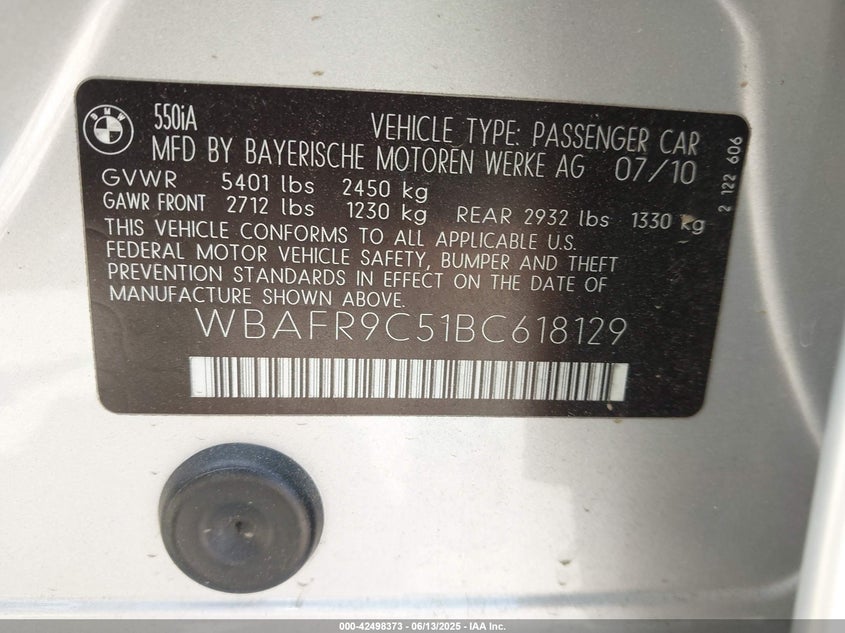 BMW
550iA
VEHICLE TYPE: PASSENGER CAR
MFD BY BAYERISCHE MOTOREN WERKE AG 07/10
GVWR 5401 lbs 2450 kg
GAWR FRONT 2712 lbs 1230 kg REAR 2932 lbs 1330 kg
THIS VEHICLE CONFORMS TO ALL APPLICABLE U.S.
FEDERAL MOTOR VEHICLE SAFETY, BUMPER AND THEFT
PREVENTION STANDARDS IN EFFECT ON THE DATE OF
MANUFACTURE SHOWN ABOVE.
WBAFR9C51BC618129
2 122 606
000-42498373 - 06/13/2025 - IAA Inc.